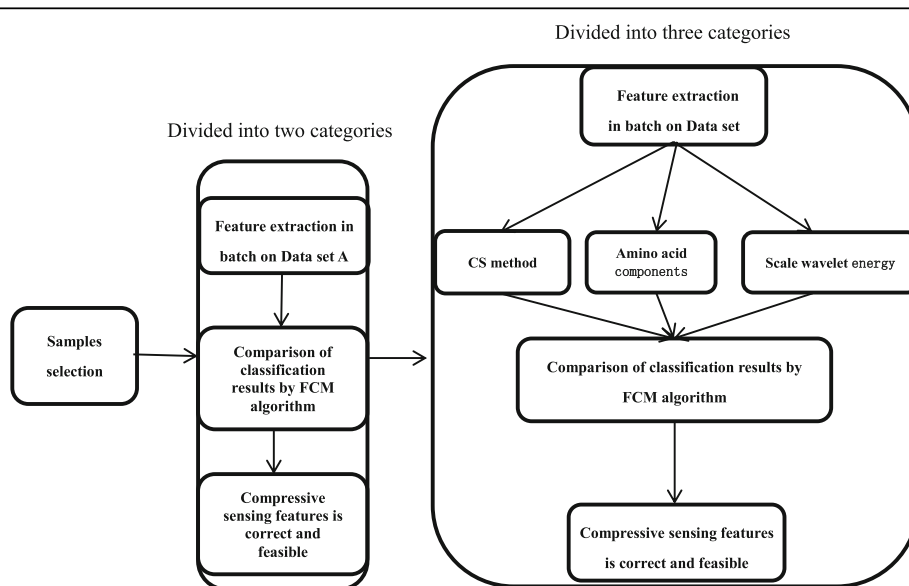 Divided into three categories
Feature extraction
in batch on Data set
Divided into two categories
Feature extraction in
batch on Data set A
CS method
Amino acid
components
Scale wavelet energy
Samples
selection
Comparison of
classification
results by FCM
algorithm
Comparison of classification results by
FCM algorithm
Compressive
sensing features is
correct and
feasible
Compressive sensing features
is correct and feasible